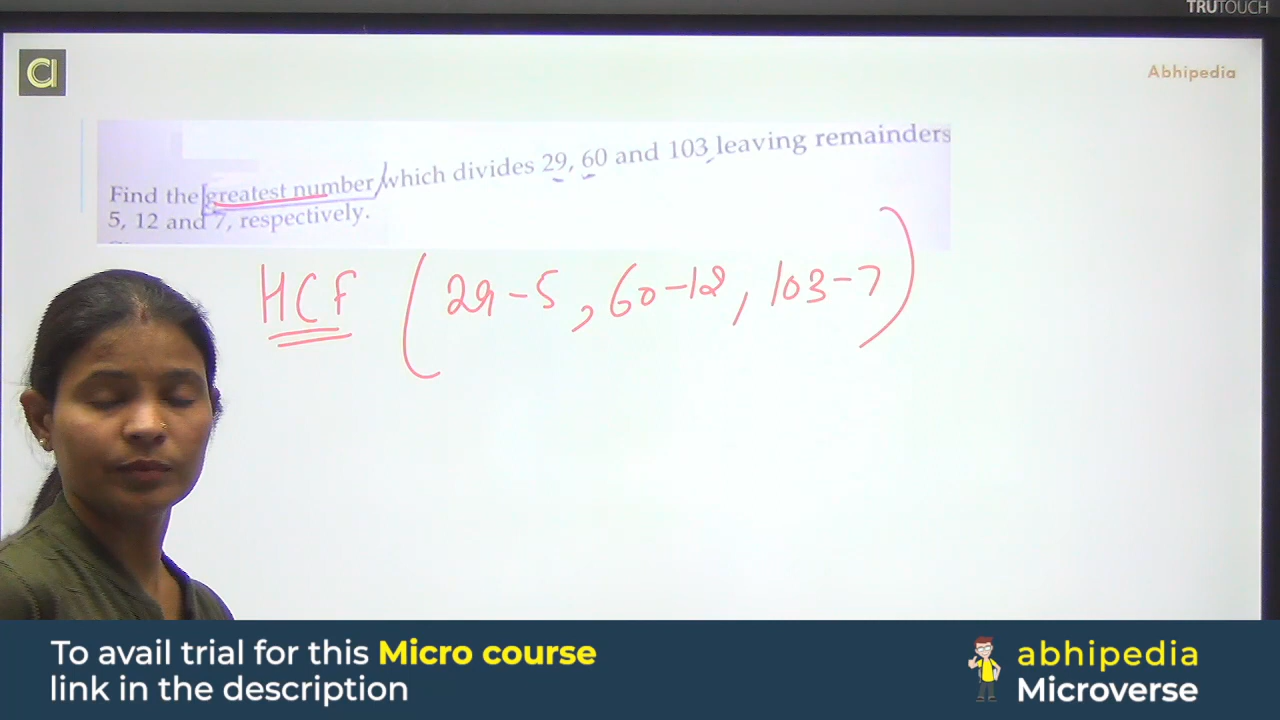 TRUTOUCH
Abhipedia
Find the greatest number which divides 29, 60 and 103 leaving remainders
5, 12 and 7, respectively.
HCF (29-5, 60-12, 103-7)
To avail trial for this Micro course
link in the description
abhipedia
Microverse